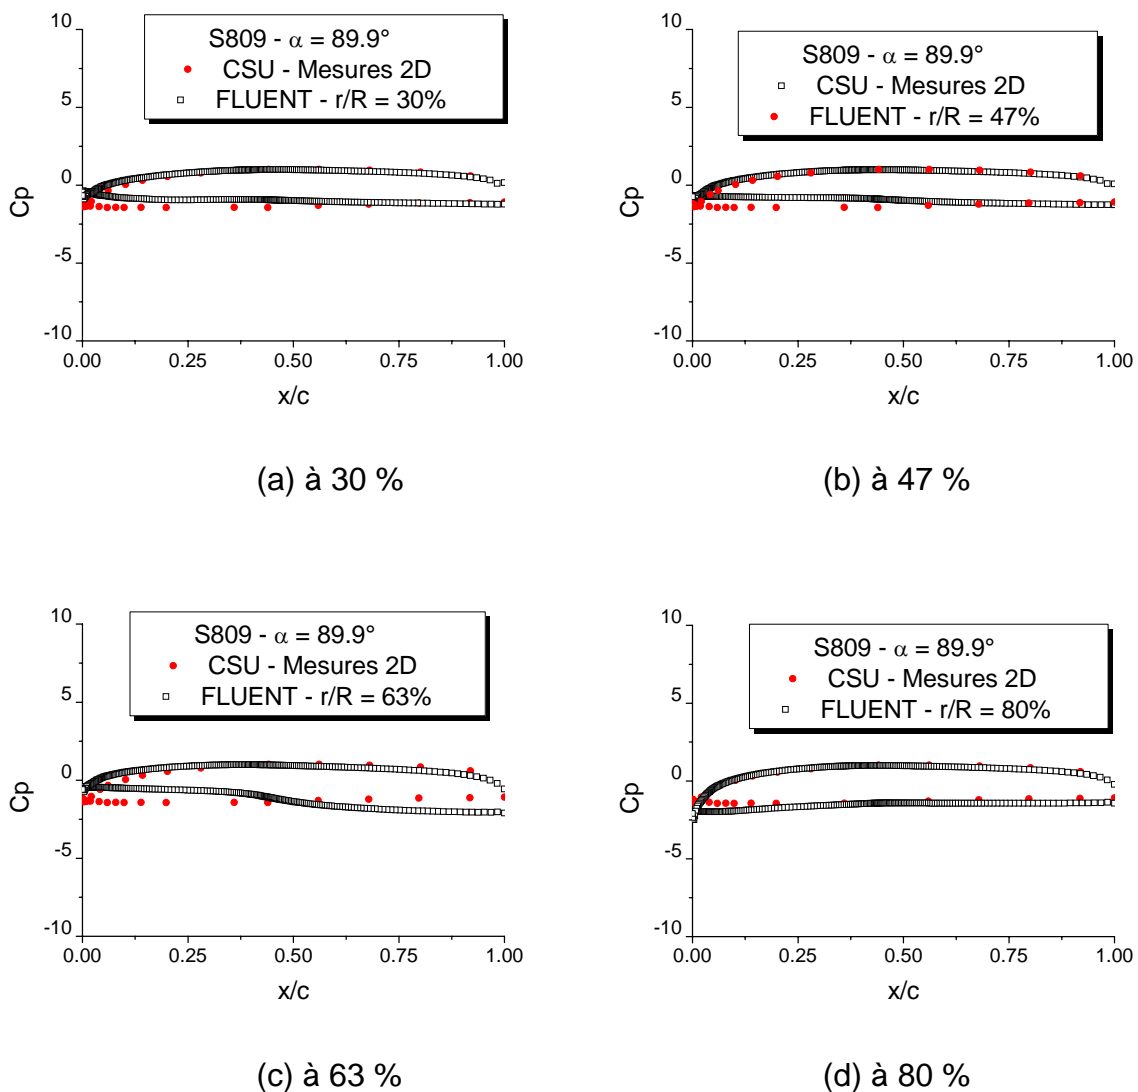 S809 - α = 89.9°
CSU - Mesures 2D
FLUENT - r/R = 30%
10
5
0
-5
-10
Cp
0.00
0.25
0.50
0.75
1.00
x/c
(a) à 30 %
S809 - α = 89.9°
CSU - Mesures 2D
FLUENT - r/R = 47%
10
5
0
-5
-10
Cp
0.00
0.25
0.50
0.75
1.00
x/c
(b) à 47 %
S809 - α = 89.9°
CSU - Mesures 2D
FLUENT - r/R = 63%
10
5
0
-5
-10
Cp
0.00
0.25
0.50
0.75
1.00
x/c
(c) à 63 %
S809 - α = 89.9°
CSU - Mesures 2D
FLUENT - r/R = 80%
10
5
0
-5
-10
Cp
0.00
0.25
0.50
0.75
1.00
x/c
(d) à 80 %